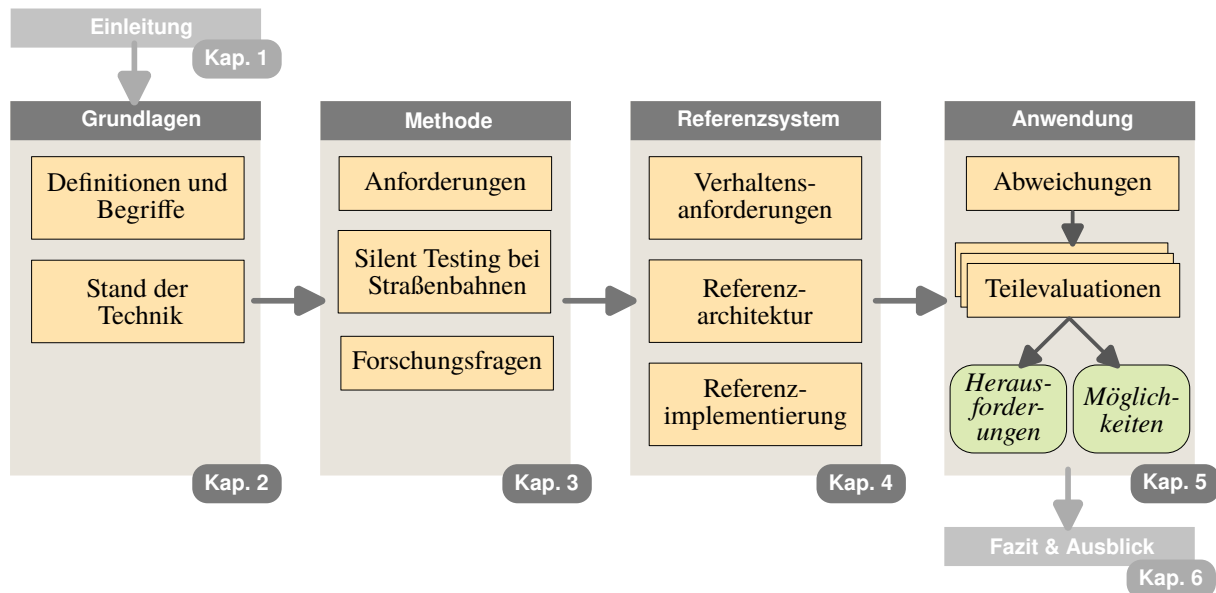 Einleitung
Kap. 1
Grundlagen
Definitionen und
Begriffe
Stand der
Technik
Kap. 2
Methode
Anforderungen
Silent Testing bei
Straßenbahnen
Forschungsfragen
Kap. 3
Referenzsystem
Verhaltens-
anforderungen
Referenz-
architektur
Referenz-
implementierung
Kap. 4
Anwendung
Abweichungen
Teilevaluationen
Heraus-
forder-
ungen
Möglich-
keiten
Kap. 5
Fazit & Ausblick
Kap. 6